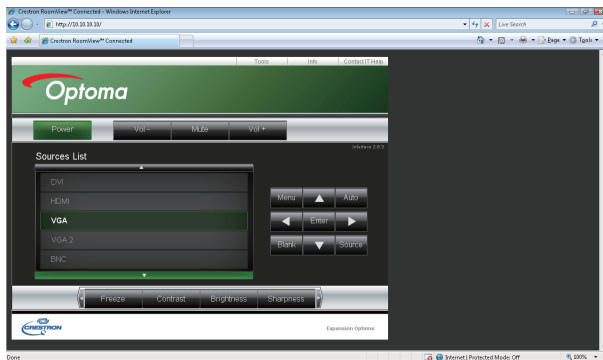 Crestron RoomView™ Connected - Windows Internet Explorer
http://10.10.10.10/
Live Search
Crestron RoomView™ Connected
Page
Tools
Tools
Info
Contact IT Help
Optoma
Power
Vol -
Mute
Vol +
Interface 2.8.3
Sources List
DVI
HDMI
VGA
VGA 2
BNC
Menu
Auto
Enter
Blank
Source
Freeze
Contrast
Brightness
Sharpness
CRESTRON
Expansion Options
Done
Internet | Protected Mode: Off
100%